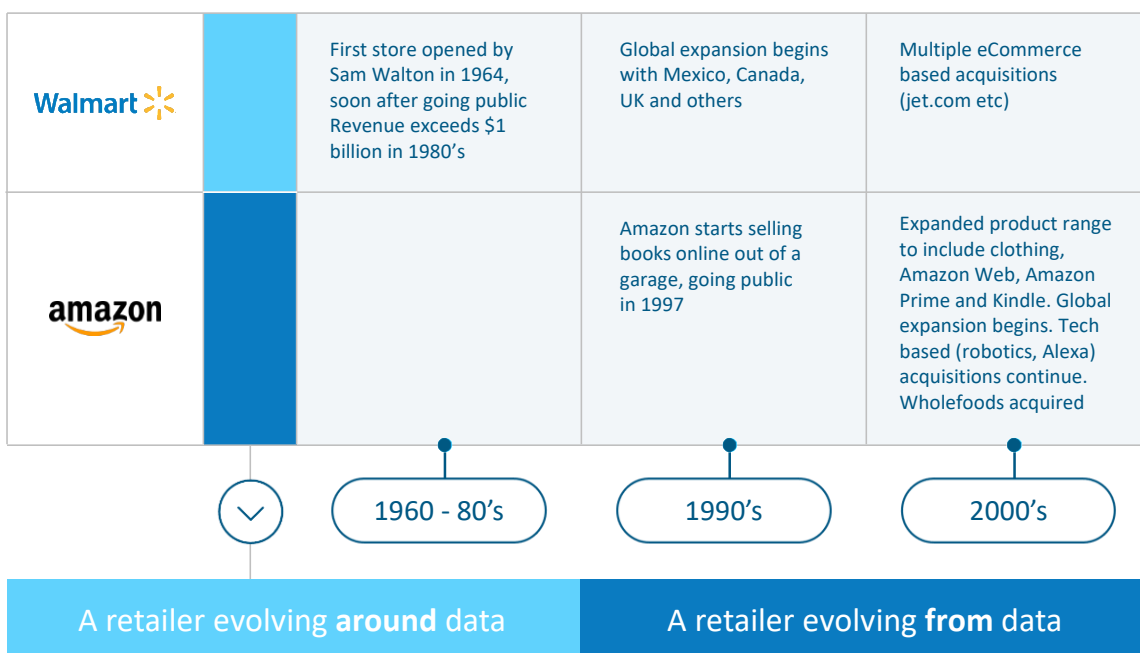 Walmart
First store opened by
Sam Walton in 1964,
soon after going public
Revenue exceeds $1
billion in 1980’s
Global expansion begins
with Mexico, Canada,
UK and others
Multiple eCommerce
based acquisitions
(jet.com etc)
amazon
Amazon starts selling
books online out of a
garage, going public
in 1997
Expanded product range
to include clothing,
Amazon Web, Amazon
Prime and Kindle. Global
expansion begins. Tech
based (robotics, Alexa)
acquisitions continue.
Wholefoods acquired
1960 - 80’s
1990’s
2000’s
A retailer evolving around data
A retailer evolving from data